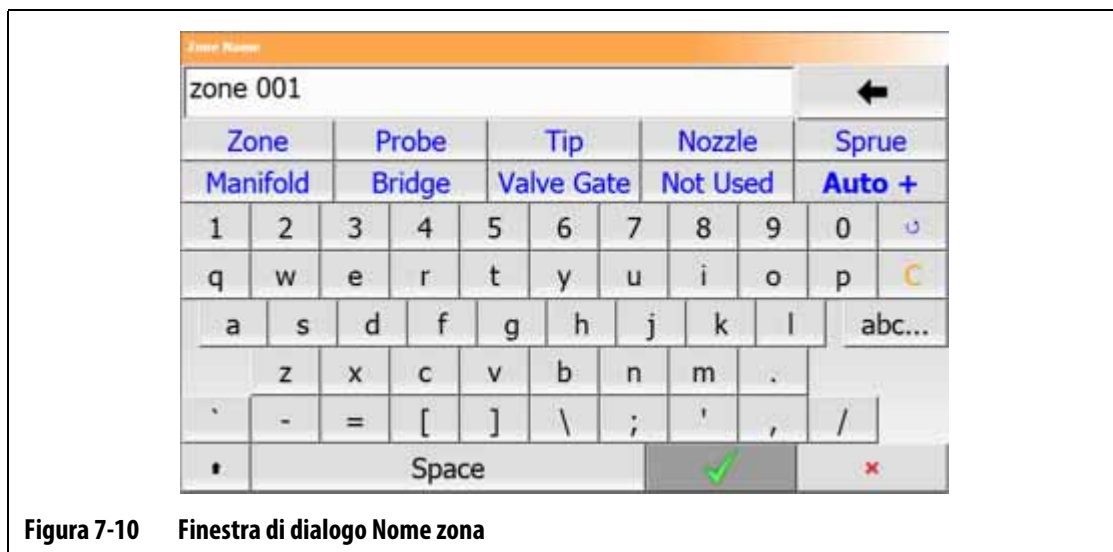 Zone Name
zone 001
Zone Probe Tip Nozzle Sprue
Manifold Bridge Valve Gate Not Used Auto +
1 2 3 4 5 6 7 8 9 0
q w e r t y u i o p C
a s d f g h j k l abc...
z x c v b n m .
` - = [ ] \ ; ' , /
Space
Figura 7-10 Finestra di dialogo Nome zona